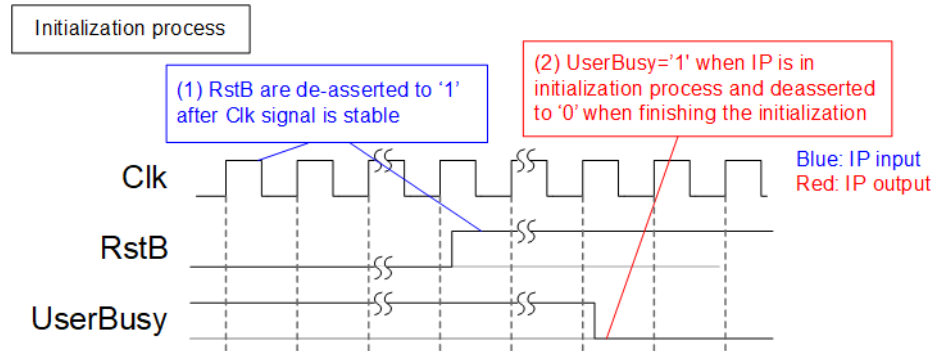 Initialization process
(1) RstB are de-asserted to ‘1’
after Clk signal is stable
(2) UserBusy=‘1' when IP is in
initialization process and deasserted
to ‘0’ when finishing the initialization
Blue: IP input
Red: IP output
Clk
RstB
UserBusy